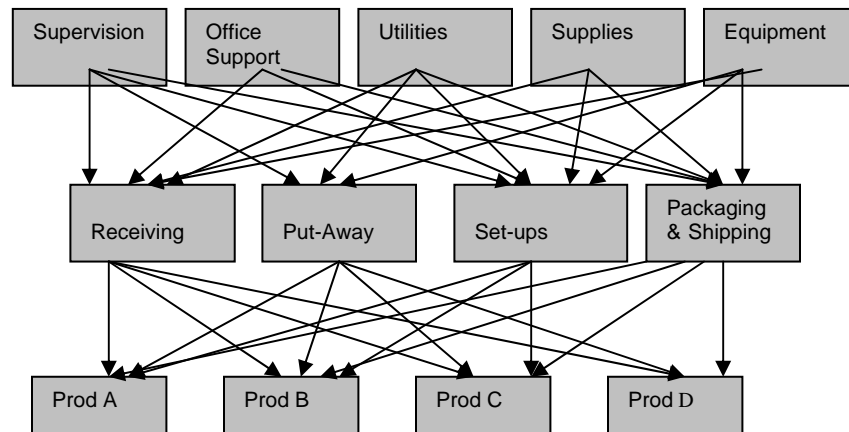 Supervision
Office
Support
Utilities
Supplies
Equipment
Receiving
Put-Away
Set-ups
Packaging
& Shipping
Prod A
Prod B
Prod C
Prod D